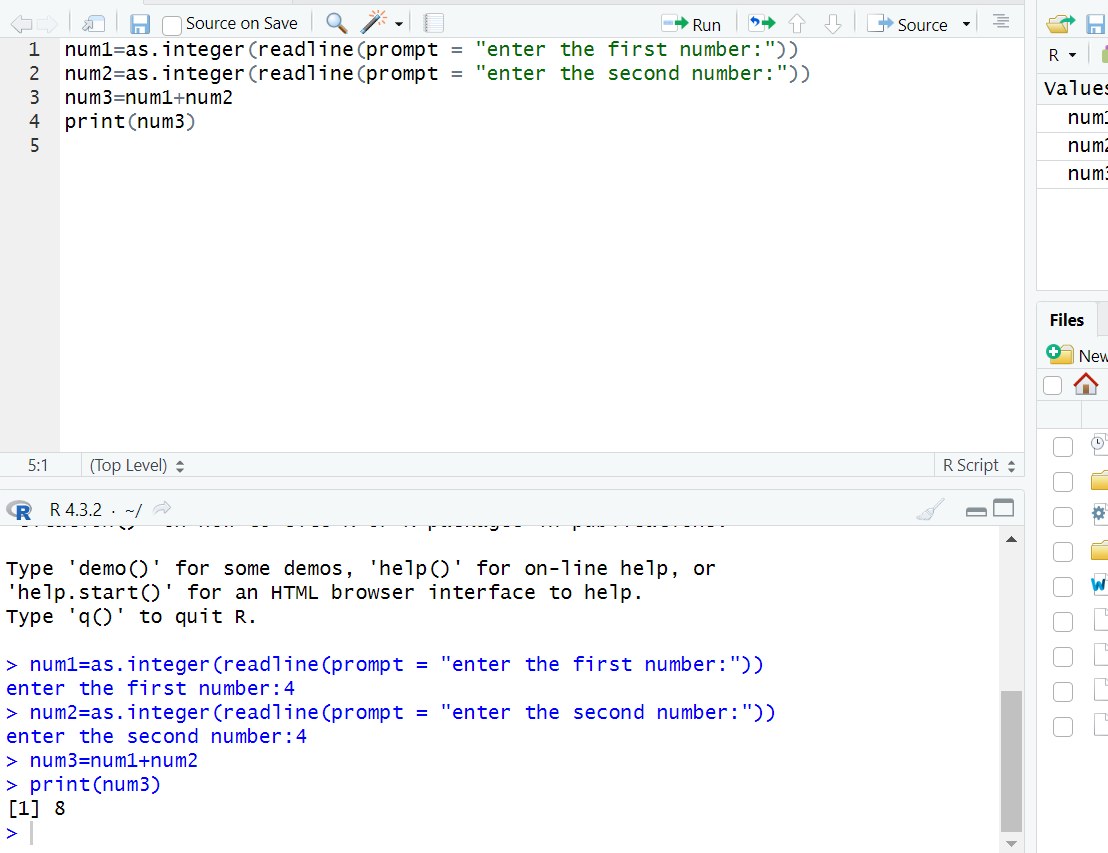 Source on Save
Run
Source
1 num1=as.integer(readline(prompt = "enter the first number:"))
2 num2=as.integer(readline(prompt = "enter the second number:"))
3 num3=num1+num2
4 print(num3)
5
5:1 (Top Level) R Script
R 4.3.2 · ~/
Type 'demo()' for some demos, 'help()' for on-line help, or
'help.start()' for an HTML browser interface to help.
Type 'q()' to quit R.
> num1=as.integer(readline(prompt = "enter the first number:"))
enter the first number:4
> num2=as.integer(readline(prompt = "enter the second number:"))
enter the second number:4
> num3=num1+num2
> print(num3)
[1] 8
>
R
Values
num1
num2
num3
Files
New